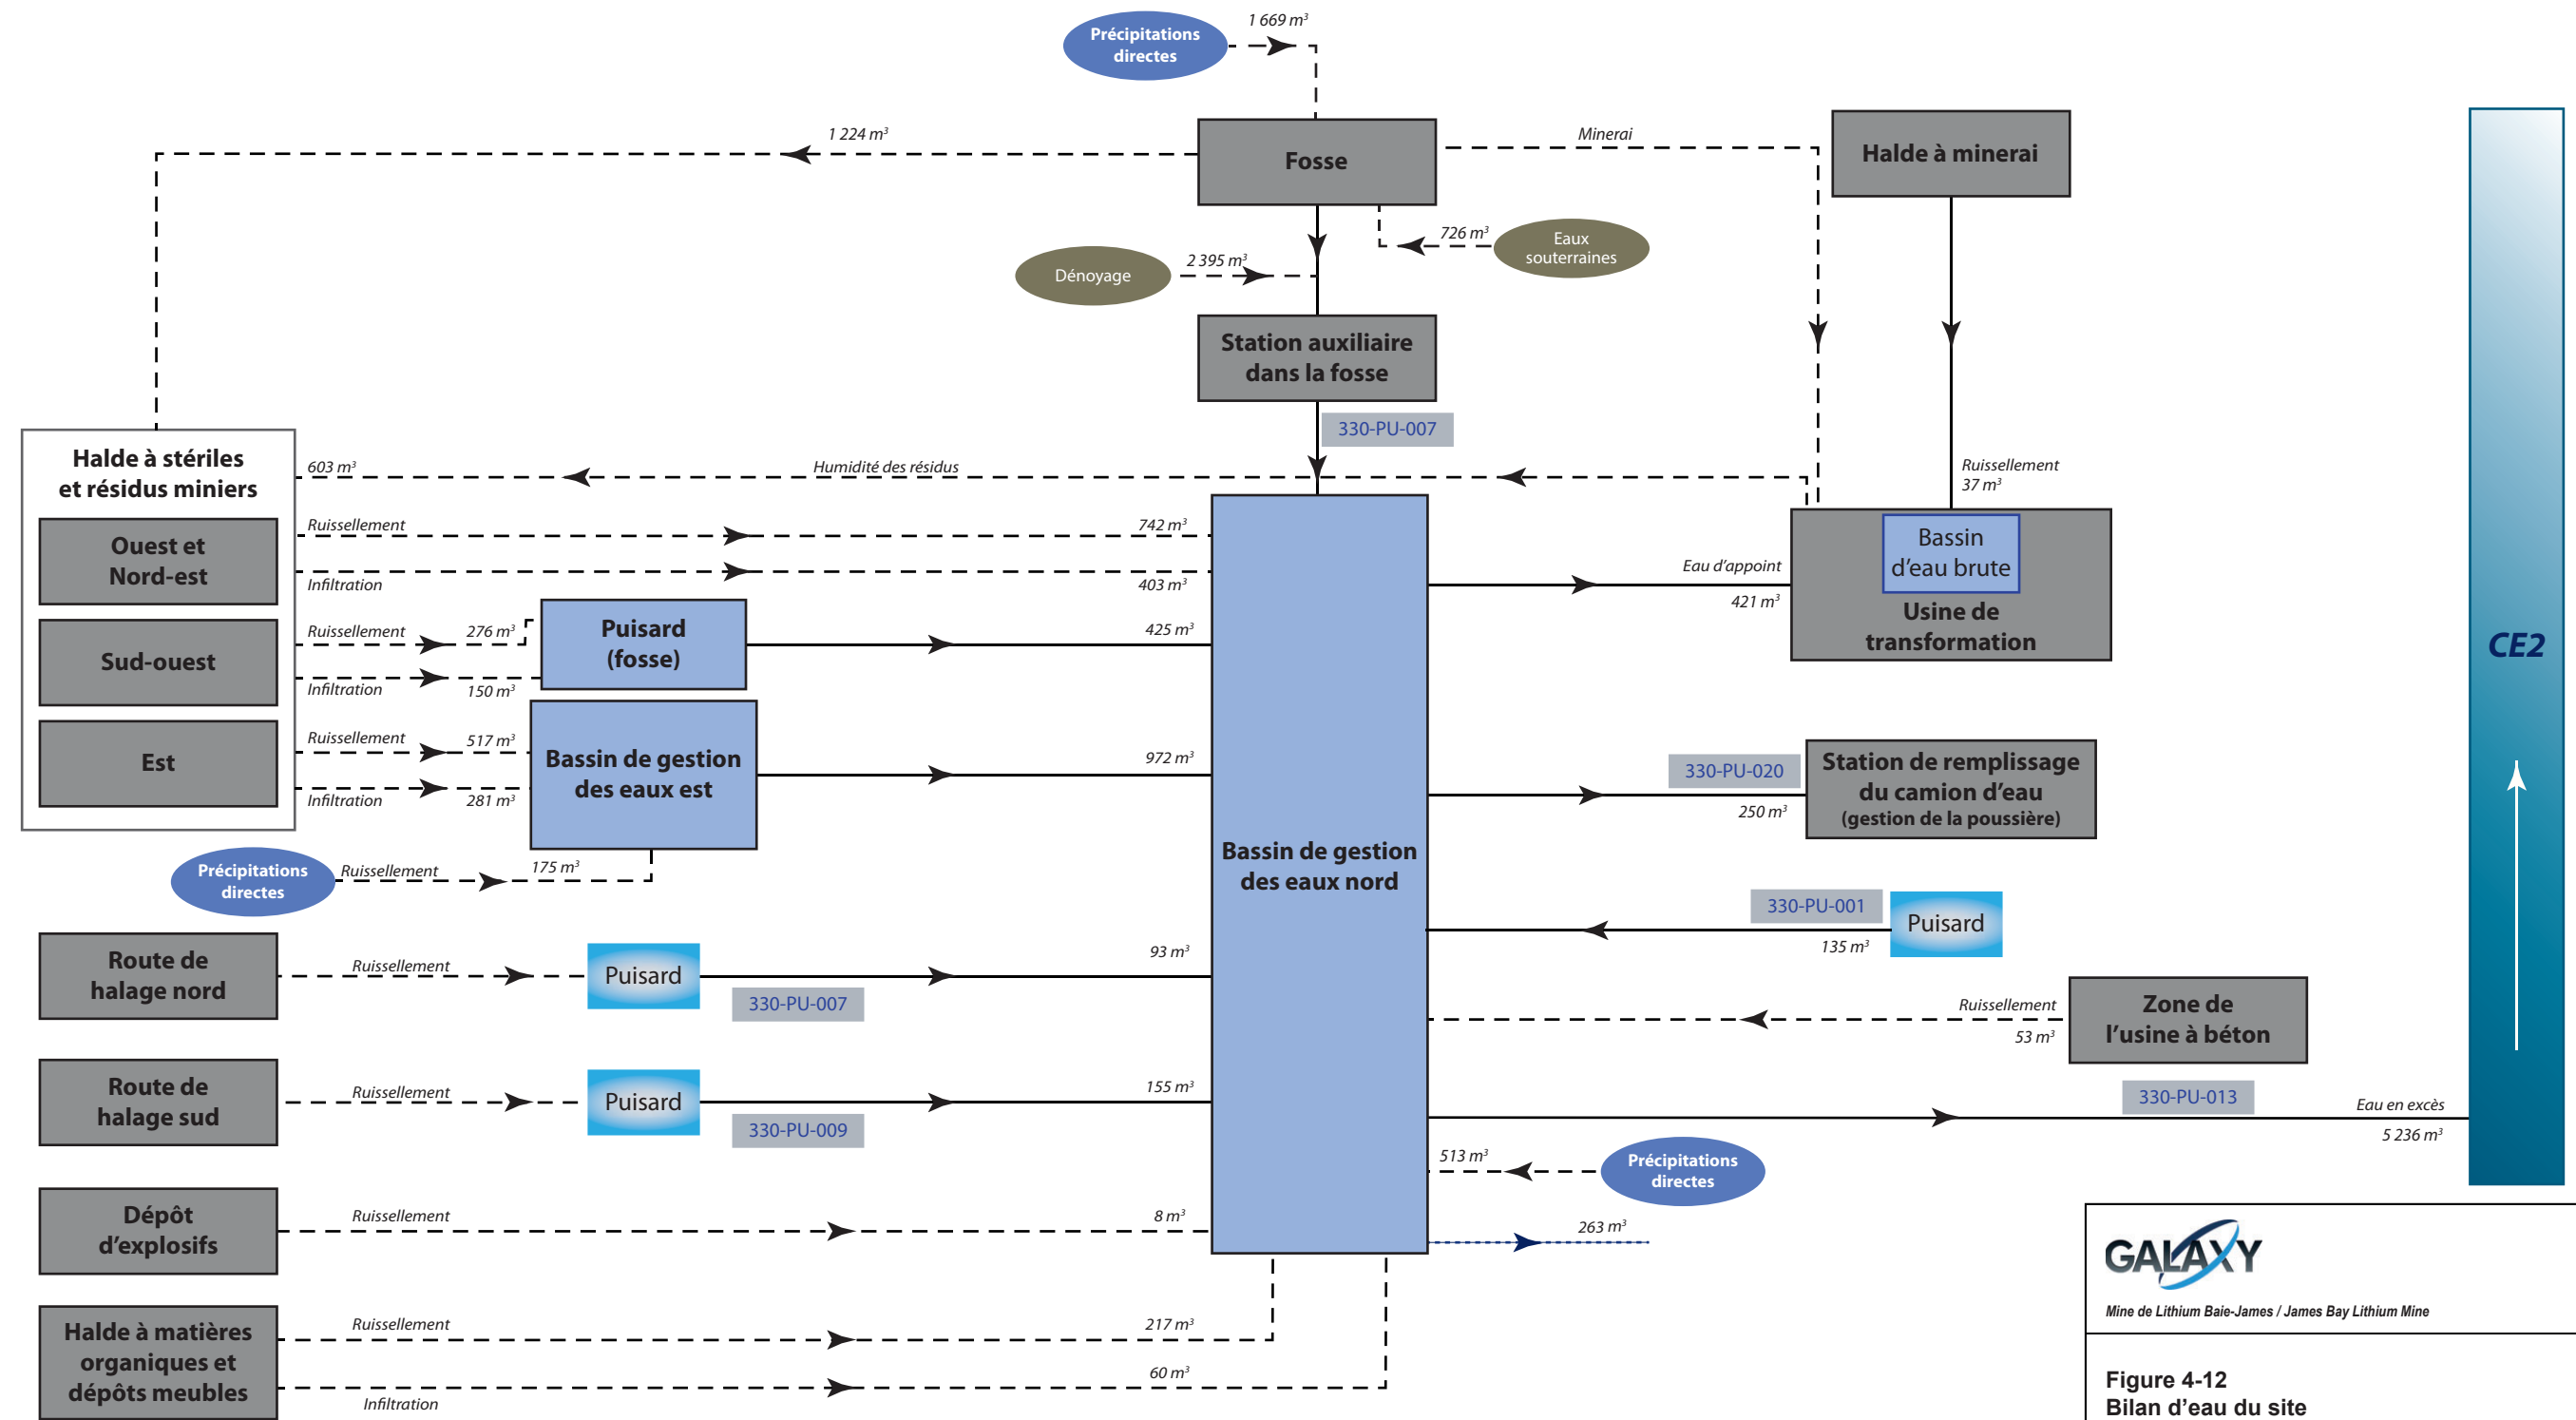 Précipitations
directes
1 669 m³
1 224 m³
Fosse
Minerai
Halde à minerai
726 m³
Eaux
souterraines
Dénoyage
2 395 m³
Station auxiliaire
dans la fosse
330-PU-007
Halde à stériles
et résidus miniers
603 m³
Humidité des résidus
Ruissellement
37 m³
Ouest et
Nord-est
Ruissellement
742 m³
Infiltration
403 m³
Bassin
d'eau brute
Usine de
transformation
Eau d'appoint
421 m³
Sud-ouest
Ruissellement
276 m³
Infiltration
150 m³
Puisard
(fosse)
425 m³
CE2
Est
Ruissellement
517 m³
Infiltration
281 m³
Bassin de gestion
des eaux est
972 m³
330-PU-020
250 m³
Station de remplissage
du camion d'eau
(gestion de la poussière)
Bassin de gestion
des eaux nord
Précipitations
directes
Ruissellement
175 m³
330-PU-001
135 m³
Puisard
Route de
halage nord
Ruissellement
Puisard
330-PU-007
93 m³
Ruissellement
53 m³
Zone de
l'usine à béton
Route de
halage sud
Ruissellement
Puisard
330-PU-009
155 m³
330-PU-013
Eau en excès
5 236 m³
513 m³
Précipitations
directes
Dépôt
d'explosifs
Ruissellement
8 m³
263 m³
Halde à matières
organiques et
dépôts meubles
Ruissellement
217 m³
Infiltration
60 m³
GALAXY
Mine de Lithium Baie-James / James Bay Lithium Mine
Figure 4-12
Bilan d'eau du site